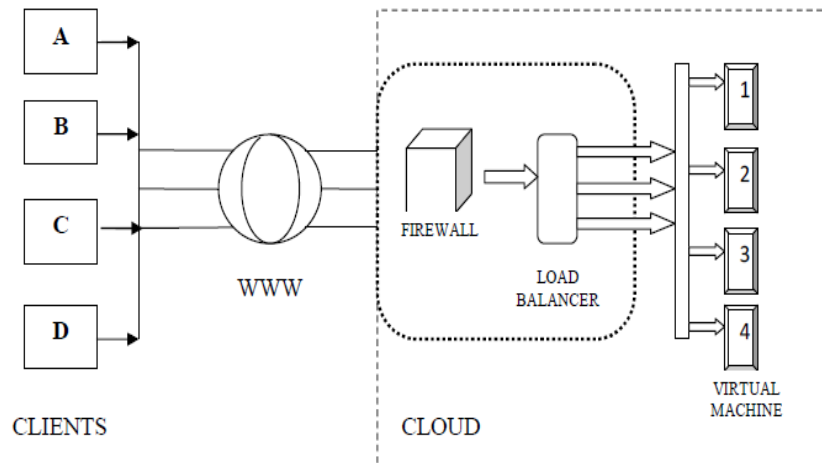 A
B
C
D
WWW
FIREWALL
LOAD
BALANCER
1
2
3
4
VIRTUAL
MACHINE
CLIENTS
CLOUD